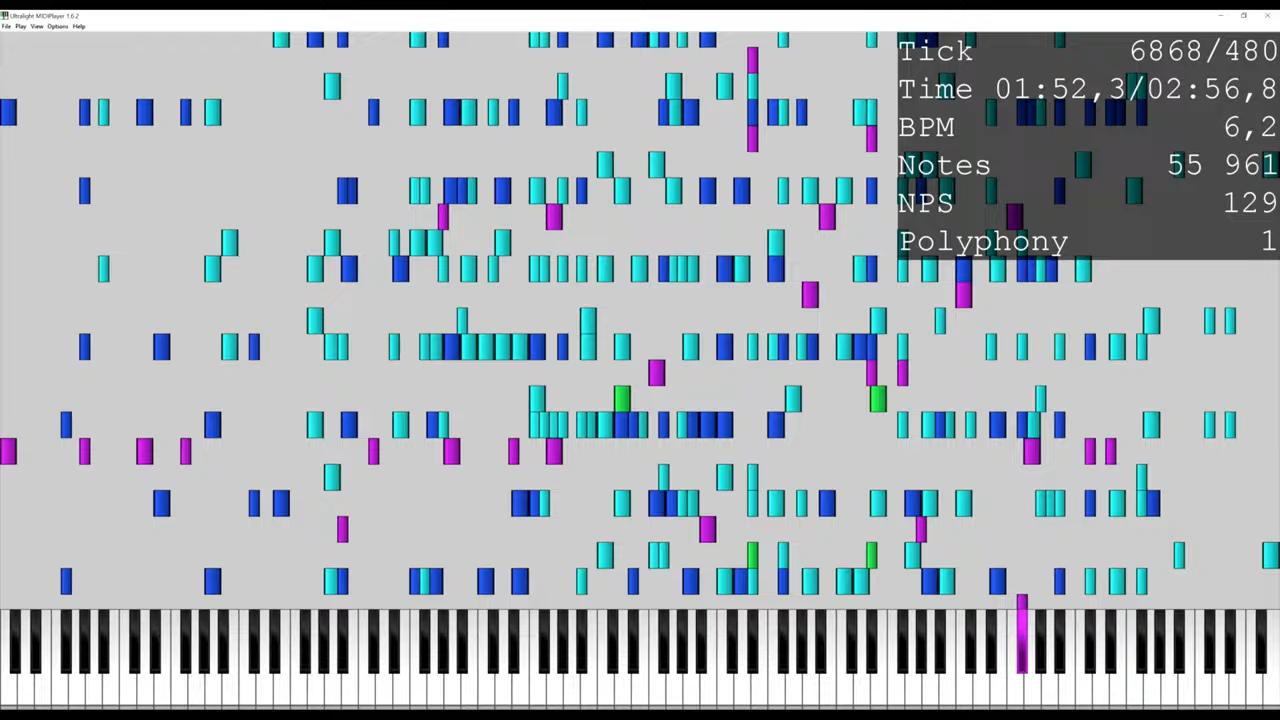 Ultralight MIDIPlayer 1.6.2
File Play View Options Help
Tick 6868/480
Time 01:52,3/02:56,8
BPM 6,2
Notes 55 961
NPS 129
Polyphony 1